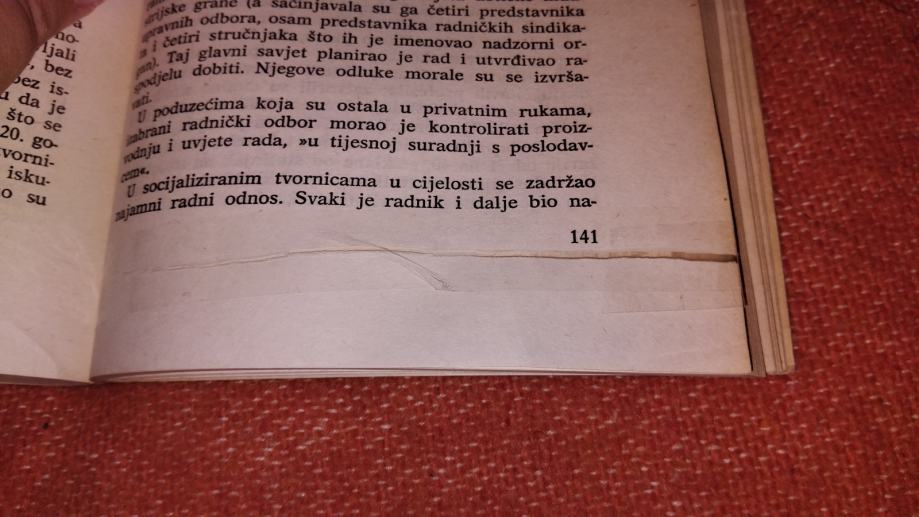 a
no-
ljali
, bez
bez is-
u da je
što se
20. go-
tvorni-
isku-
o su
strijske grane (a sačinjavala su ga četiri predstavnika
upravnih odbora, osam predstavnika radničkih sindika-
ta i četiri stručnjaka što ih je imenovao nadzorni or-
gan). Taj glavni savjet planirao je rad i utvrđivao ra-
spodjelu dobiti. Njegove odluke morale su se izvrša-
vati.
U poduzećima koja su ostala u privatnim rukama,
izabrani radnički odbor morao je kontrolirati proiz-
vodnju i uvjete rada, »u tijesnoj suradnji s poslodav-
cem«.
U socijaliziranim tvornicama u cijelosti se zadržao
najamni radni odnos. Svaki je radnik i dalje bio na-
141